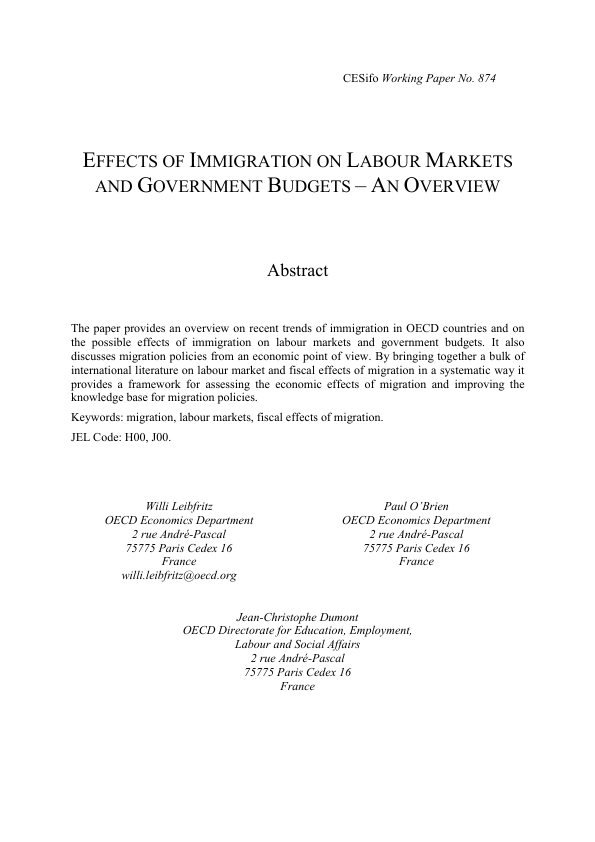 CESifo Working Paper No. 874
EFFECTS OF IMMIGRATION ON LABOUR MARKETS
AND GOVERNMENT BUDGETS – AN OVERVIEW
Abstract
The paper provides an overview on recent trends of immigration in OECD countries and on
the possible effects of immigration on labour markets and government budgets. It also
discusses migration policies from an economic point of view. By bringing together a bulk of
international literature on labour market and fiscal effects of migration in a systematic way it
provides a framework for assessing the economic effects of migration and improving the
knowledge base for migration policies.
Keywords: migration, labour markets, fiscal effects of migration.
JEL Code: H00, J00.
Willi Leibfritz
OECD Economics Department
2 rue André-Pascal
75775 Paris Cedex 16
France
willi.leibfritz@oecd.org
Paul O’Brien
OECD Economics Department
2 rue André-Pascal
75775 Paris Cedex 16
France
Jean-Christophe Dumont
OECD Directorate for Education, Employment,
Labour and Social Affairs
2 rue André-Pascal
75775 Paris Cedex 16
France